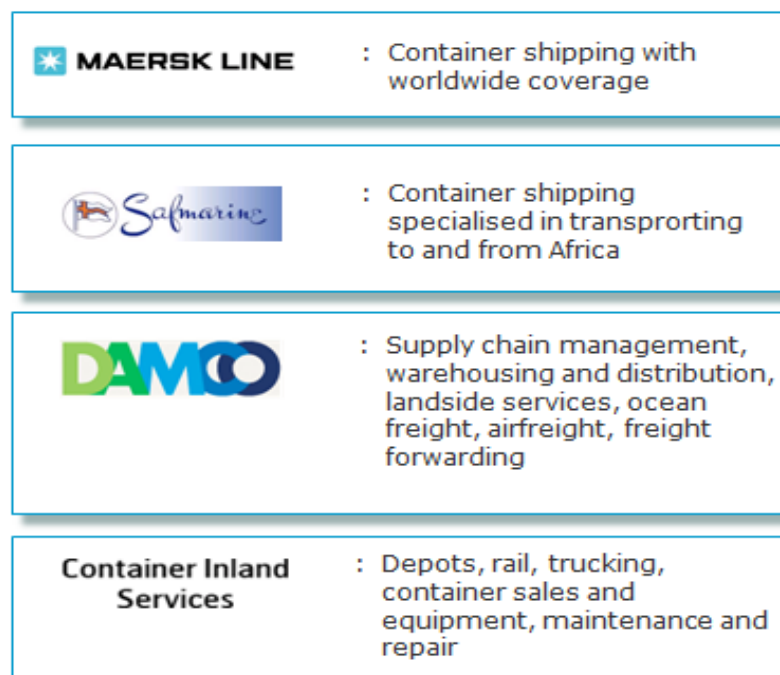 MAERSK LINE
: Container shipping with
worldwide coverage
Safmarine
: Container shipping
specialised in transprorting
to and from Africa
DAMCO
: Supply chain management,
warehousing and distribution,
landside services, ocean
freight, airfreight, freight
forwarding
Container Inland
Services
: Depots, rail, trucking,
container sales and
equipment, maintenance and
repair